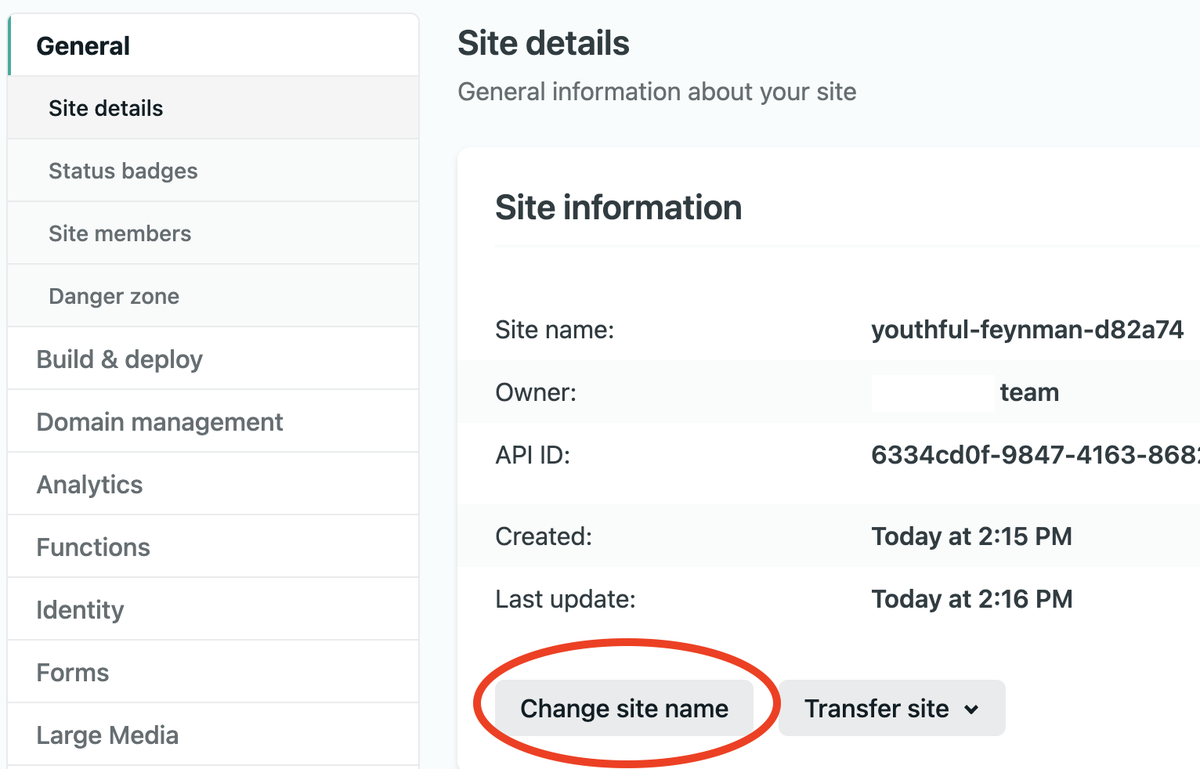 General
Site details
Status badges
Site members
Danger zone
Build & deploy
Domain management
Analytics
Functions
Identity
Forms
Large Media
Site details
General information about your site
Site information
Site name: youthful-feynman-d82a74
Owner: team
API ID: 6334cd0f-9847-4163-868
Created: Today at 2:15 PM
Last update: Today at 2:16 PM
Change site name Transfer site